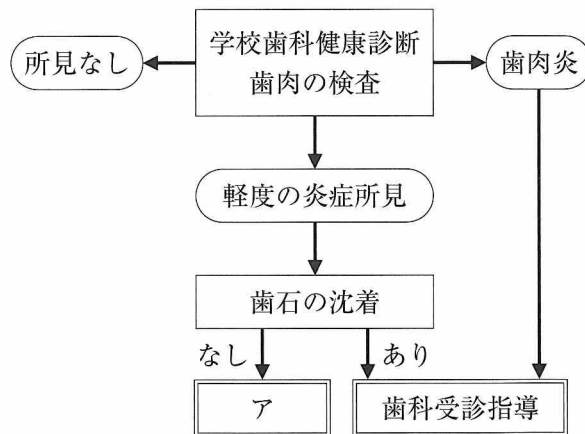 学校歯科健康診断
歯肉の検査
所見なし
歯肉炎
軽度の炎症所見
歯石の沈着
なし
あり
ア
歯科受診指導